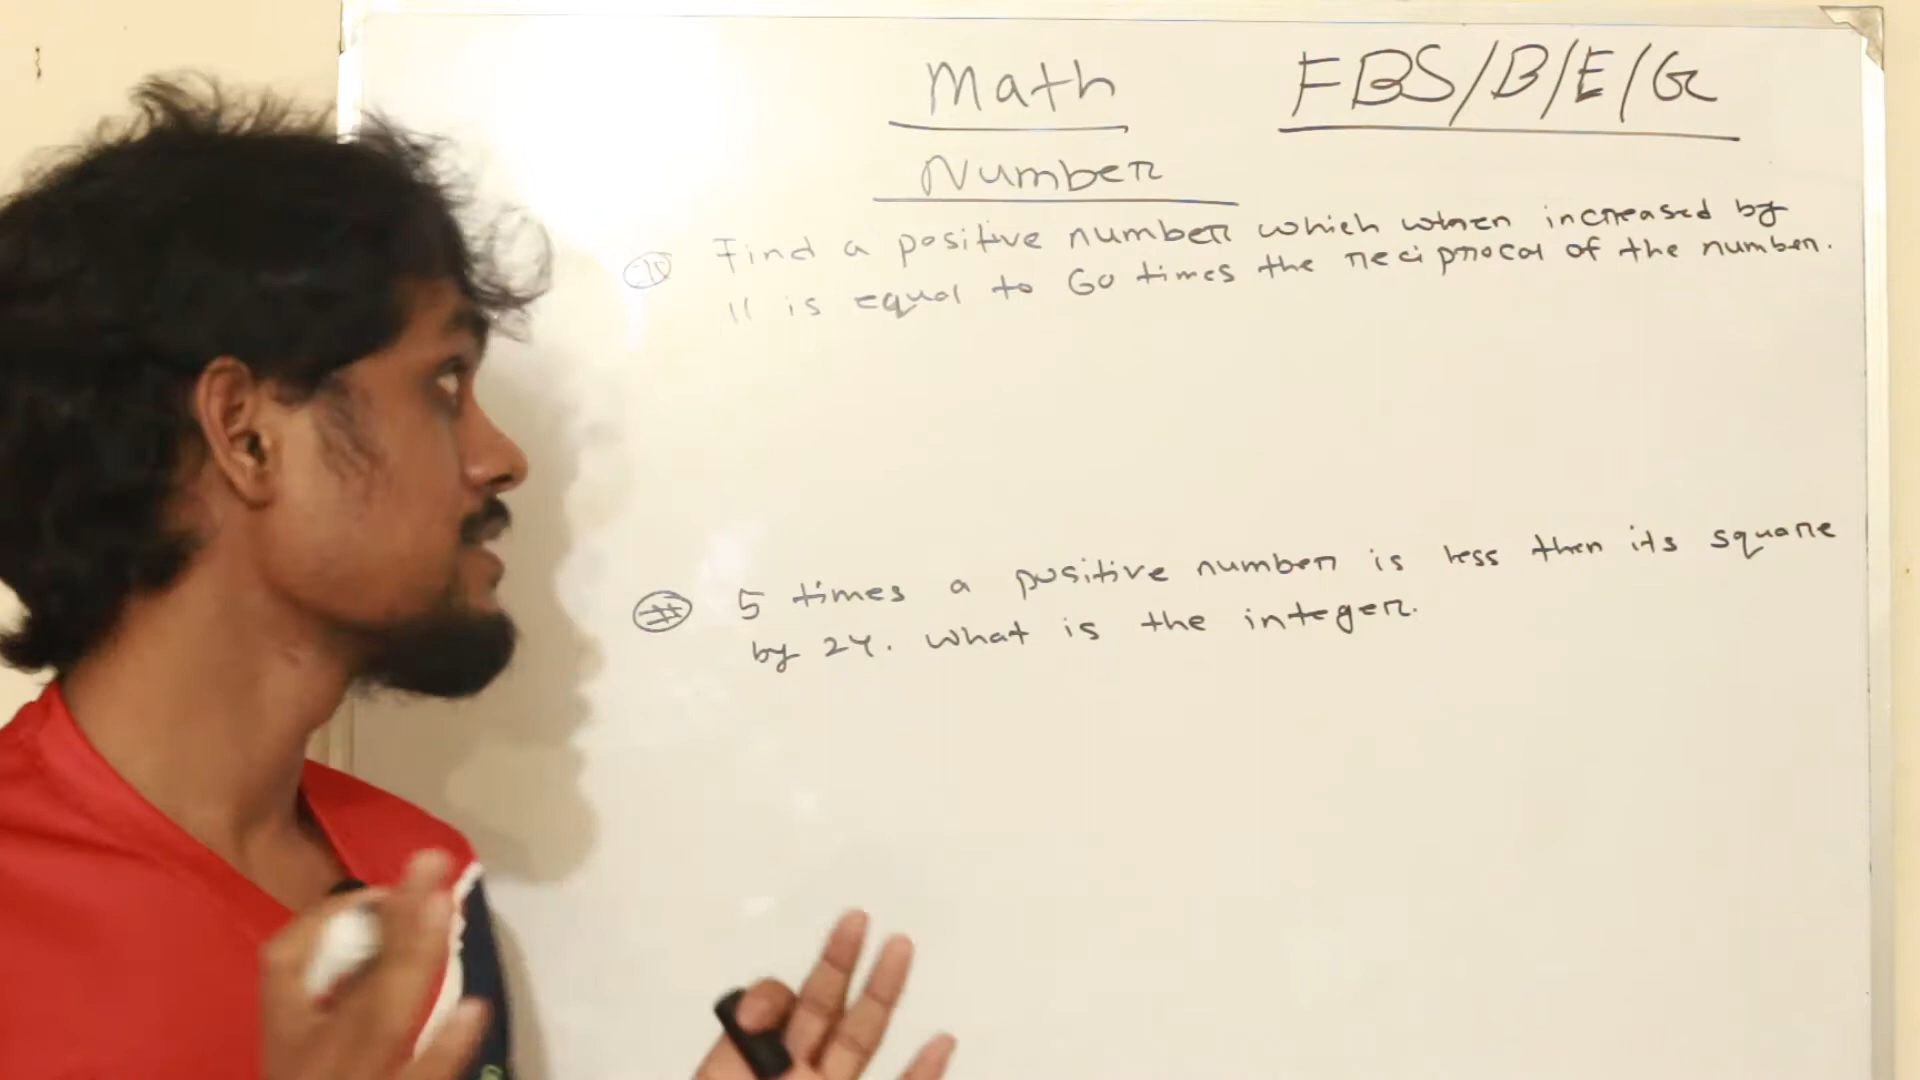 Math
FBS/B/E/G
Number
# Find a positive number which when increased by
11 is equal to 60 times the reciprocal of the number.
# 5 times a positive number is less then its square
by 24. What is the integer.